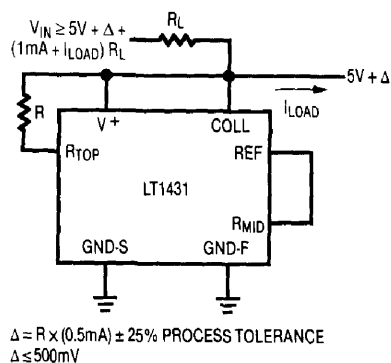 V_IN ≥ 5V + Δ +
(1mA + I_LOAD) R_L
R_L
5V + Δ
I_LOAD
R
V+
COLL
R_TOP
REF
LT1431
R_MID
GND-S
GND-F
Δ = R x (0.5mA) ± 25% PROCESS TOLERANCE
Δ ≤ 500mV